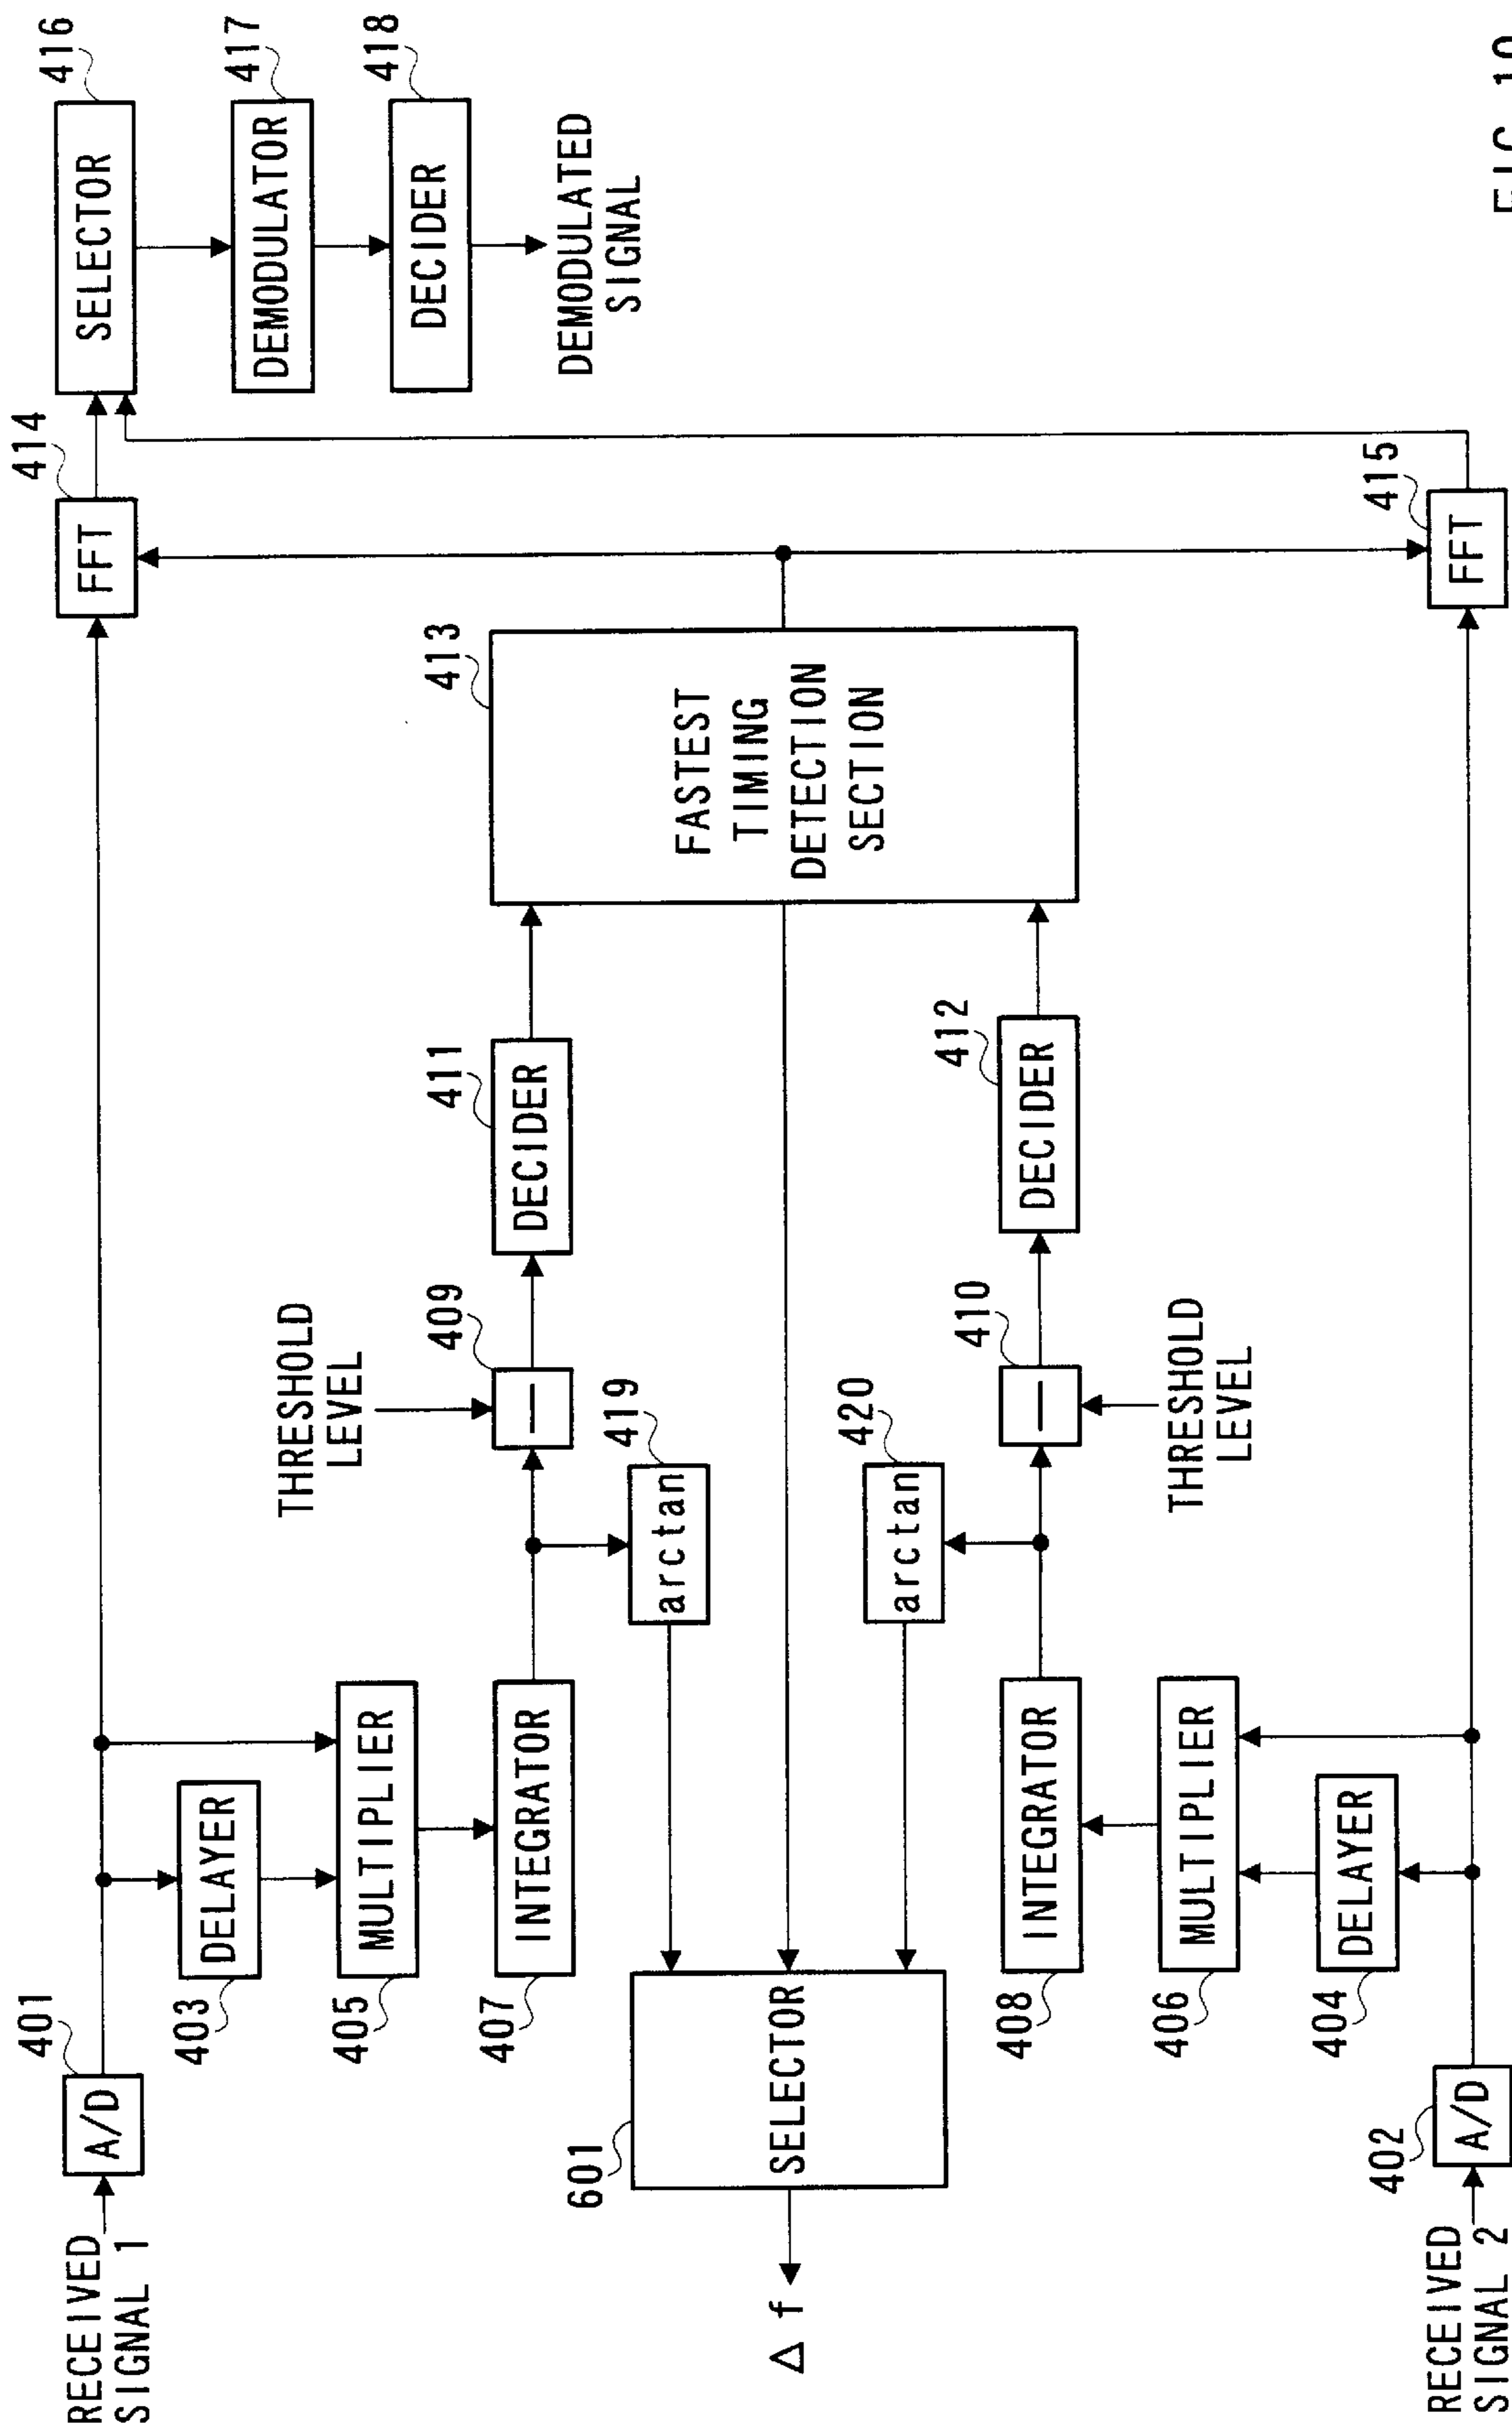 RECEIVED
SIGNAL 1
401
A/D
403
DELAYER
405
MULTIPLIER
407
INTEGRATOR
THRESHOLD
LEVEL
409
—
411
DECIDER
419
arctan
413
FASTEST
TIMING
DETECTION
SECTION
414
FFT
416
SELECTOR
417
DEMODULATOR
418
DECIDER
DEMODULATED
SIGNAL
Δ f
601
SELECTOR
420
arctan
408
INTEGRATOR
410
—
412
DECIDER
THRESHOLD
LEVEL
406
MULTIPLIER
404
DELAYER
RECEIVED
SIGNAL 2
402
A/D
415
FFT
FIG.